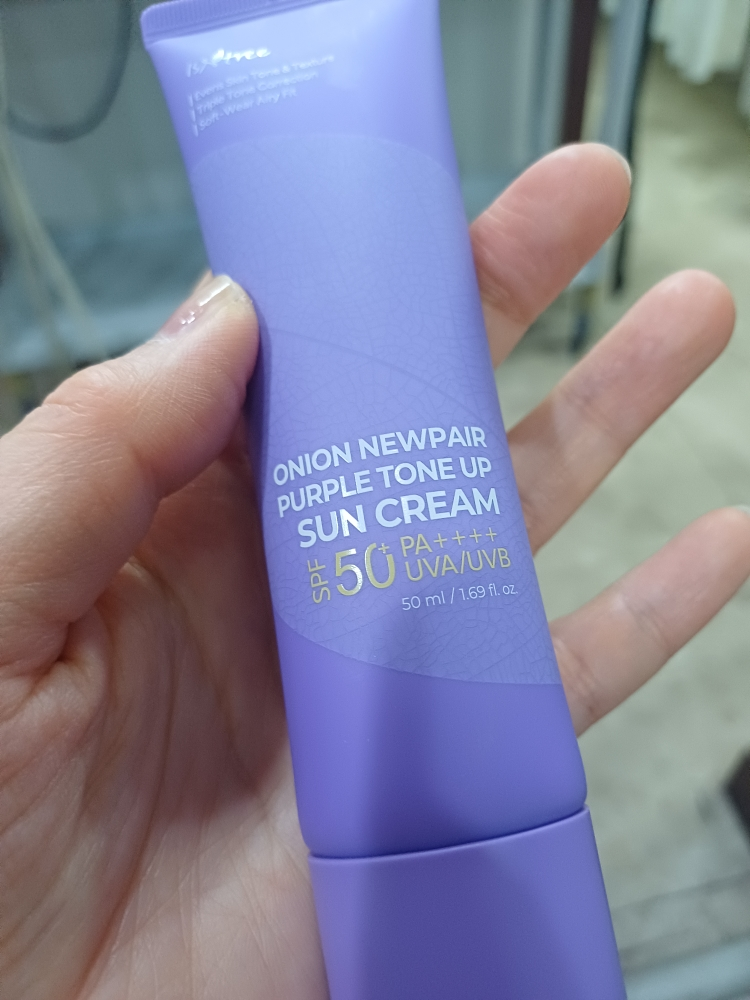 Isntree
Evens Skin Tone & Texture
Triple Tone Correction
Soft-Wear Airy Fit
ONION NEWPAIR
PURPLE TONE UP
SUN CREAM
SPF 50+ PA++++
UVA/UVB
50 ml / 1.69 fl. oz.